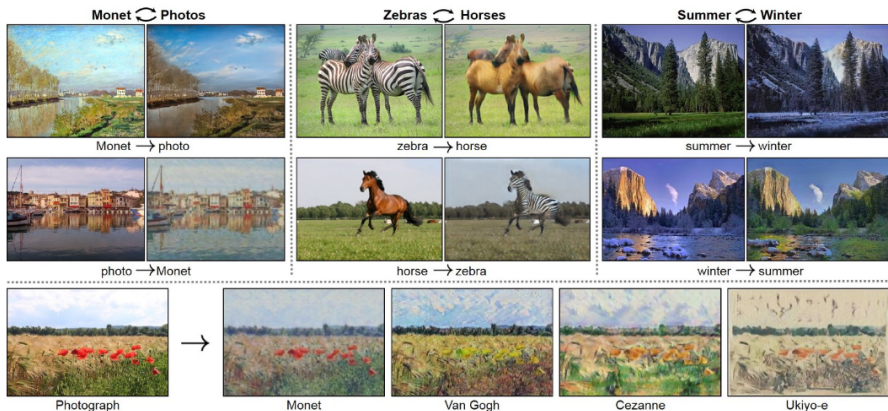 Monet Photos
Zebras Horses
Summer Winter
Monet → photo
zebra → horse
summer → winter
photo → Monet
horse → zebra
winter → summer
Photograph
Monet
Van Gogh
Cezanne
Ukiyo-e